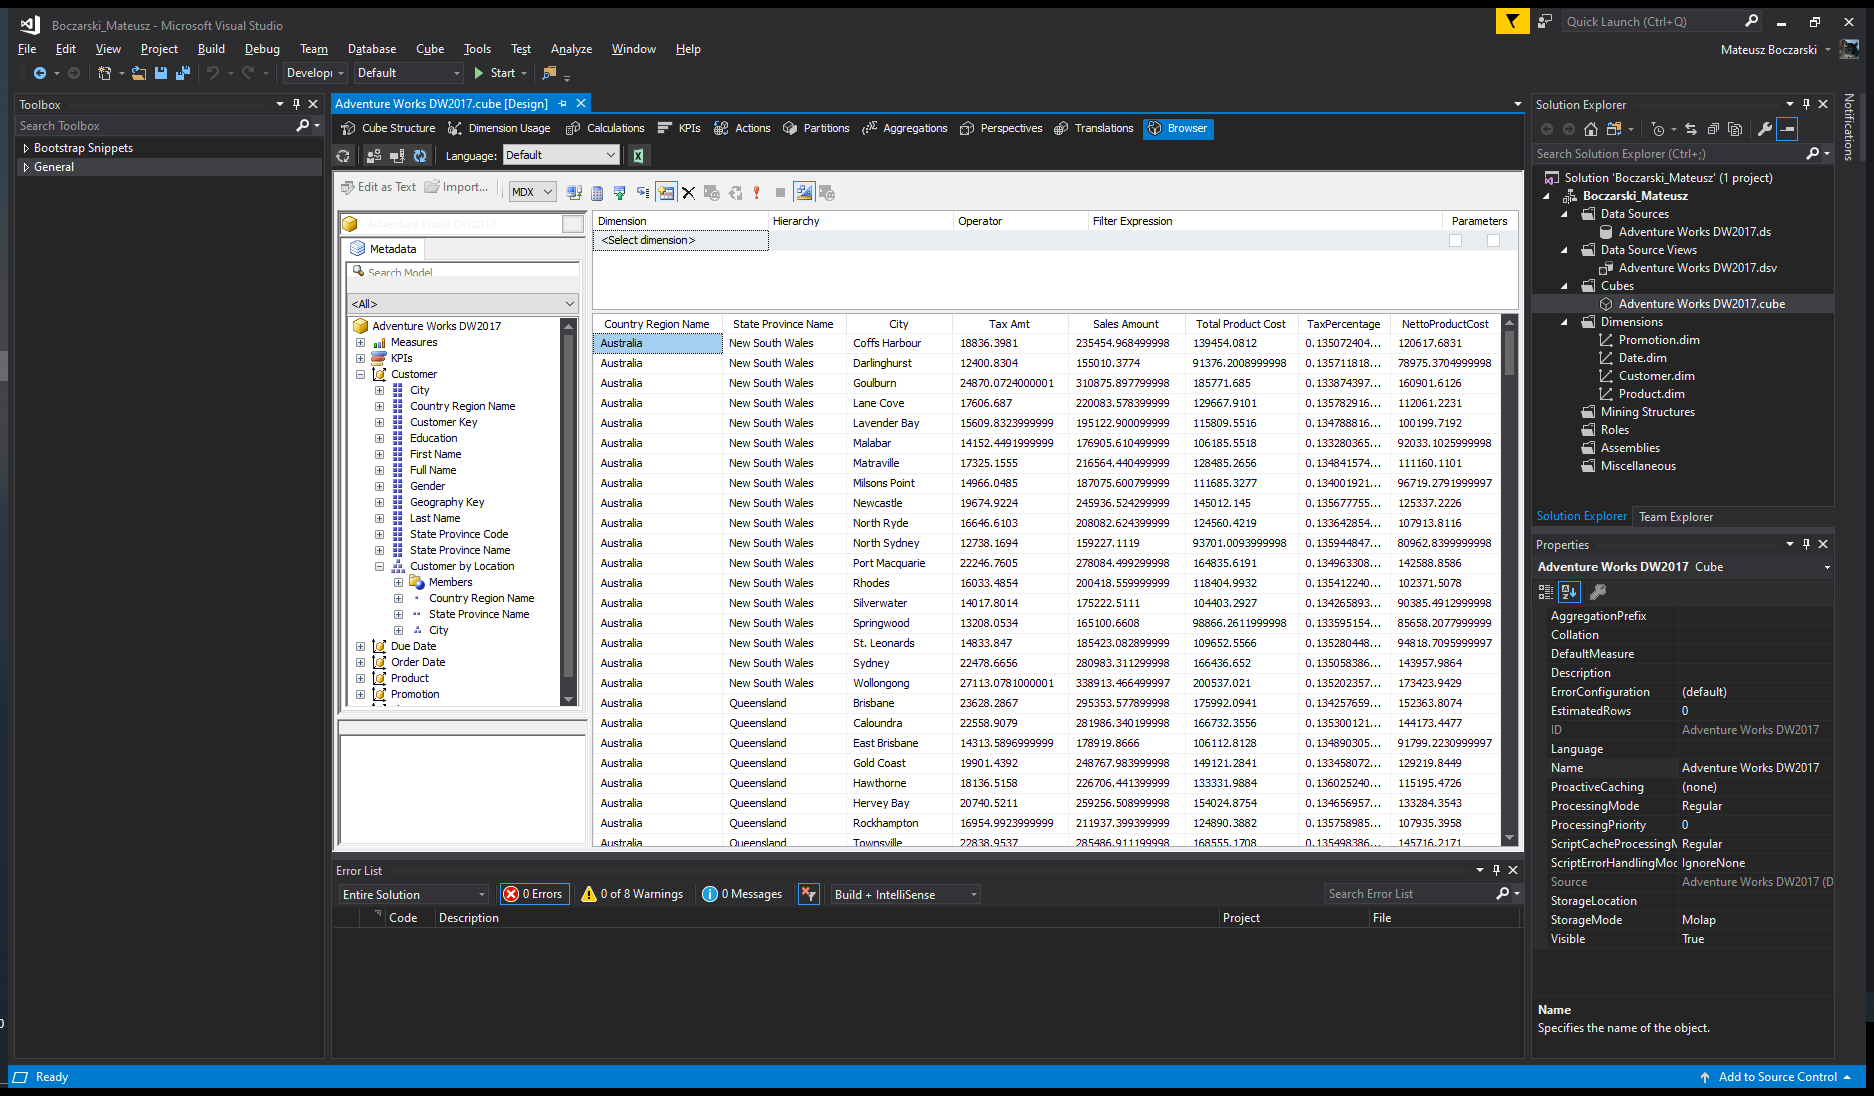 Boczarski_Mateusz - Microsoft Visual Studio
Quick Launch (Ctrl+Q)
File Edit View Project Build Debug Team Database Cube Tools Test Analyze Window Help
Mateusz Boczarski
Developı Default Start
Toolbox
Search Toolbox
Bootstrap Snippets
General
Adventure Works DW2017.cube [Design]
Cube Structure Dimension Usage Calculations KPIs Actions Partitions Aggregations Perspectives Translations Browser
Language: Default
Edit as Text Import... MDX
Adventure Works DW2017
Metadata
Search Model
<All>
Adventure Works DW2017
Measures
KPIs
Customer
City
Country Region Name
Customer Key
Education
First Name
Full Name
Gender
Geography Key
Last Name
State Province Code
State Province Name
Customer by Location
Members
Country Region Name
State Province Name
City
Due Date
Order Date
Product
Promotion
Dimension Hierarchy Operator Filter Expression Parameters
<Select dimension>
Country Region Name State Province Name City Tax Amt Sales Amount Total Product Cost TaxPercentage NettoProductCost
Australia New South Wales Coffs Harbour 18836.3981 235454.968499998 139454.0812 0.135072404... 120617.6831
Australia New South Wales Darlinghurst 12400.8304 155010.3774 91376.2008999998 0.135711818... 78975.3704999998
Australia New South Wales Goulburn 24870.0724000001 310875.897799998 185771.685 0.133874397... 160901.6126
Australia New South Wales Lane Cove 17606.687 220083.578399999 129667.9101 0.135782916... 112061.2231
Australia New South Wales Lavender Bay 15609.8323999999 195122.900099999 115809.5516 0.134788816... 100199.7192
Australia New South Wales Malabar 14152.4491999999 176905.610499999 106185.5518 0.133280365... 92033.1025999998
Australia New South Wales Matraville 17325.1555 216564.440499999 128485.2656 0.134841574... 111160.1101
Australia New South Wales Milsons Point 14966.0485 187075.600799999 111685.3277 0.134001921... 96719.2791999997
Australia New South Wales Newcastle 19674.9224 245936.524299999 145012.145 0.135677755... 125337.2226
Australia New South Wales North Ryde 16646.6103 208082.624399999 124560.4219 0.133642854... 107913.8116
Australia New South Wales North Sydney 12738.1694 159227.1119 93701.0093999998 0.135944847... 80962.8399999998
Australia New South Wales Port Macquarie 22246.7605 278084.499299998 164835.6191 0.134963308... 142588.8586
Australia New South Wales Rhodes 16033.4854 200418.559999999 118404.9932 0.135412240... 102371.5078
Australia New South Wales Silverwater 14017.8014 175222.5111 104403.2927 0.134265893... 90385.4912999998
Australia New South Wales Springwood 13208.0534 165100.6608 98866.2611999998 0.133595154... 85658.2077999999
Australia New South Wales St. Leonards 14833.847 185423.082899999 109652.5566 0.135280448... 94818.7095999997
Australia New South Wales Sydney 22478.6656 280983.311299998 166436.652 0.135058386... 143957.9864
Australia New South Wales Wollongong 27113.0781000001 338913.466499997 200537.021 0.135202357... 173423.9429
Australia Queensland Brisbane 23628.2867 295353.577899998 175992.0941 0.134257659... 152363.8074
Australia Queensland Caloundra 22558.9079 281986.340199998 166732.3556 0.135300121... 144173.4477
Australia Queensland East Brisbane 14313.5896999999 178919.8666 106112.8128 0.134890305... 91799.2230999997
Australia Queensland Gold Coast 19901.4392 248767.983999998 149121.2841 0.133458072... 129219.8449
Australia Queensland Hawthorne 18136.5158 226706.441399999 133331.9884 0.136025240... 115195.4726
Australia Queensland Hervey Bay 20740.5211 259256.508999998 154024.8754 0.134656957... 133284.3543
Australia Queensland Rockhampton 16954.9923999999 211937.399399999 124890.3882 0.135758985... 107935.3958
Australia Queensland Townsville 22838.9537 285486.911199998 168555.1708 0.135498386... 145716.2171
Error List
Entire Solution 0 Errors 0 of 8 Warnings 0 Messages Build + IntelliSense Search Error List
Code Description Project File
Solution Explorer
Search Solution Explorer (Ctrl+;)
Solution 'Boczarski_Mateusz' (1 project)
Boczarski_Mateusz
Data Sources
Adventure Works DW2017.ds
Data Source Views
Adventure Works DW2017.dsv
Cubes
Adventure Works DW2017.cube
Dimensions
Promotion.dim
Date.dim
Customer.dim
Product.dim
Mining Structures
Roles
Assemblies
Miscellaneous
Solution Explorer Team Explorer
Notifications
Properties
Adventure Works DW2017 Cube
AggregationPrefix
Collation
DefaultMeasure
Description
ErrorConfiguration (default)
EstimatedRows 0
ID Adventure Works DW2017
Language
Name Adventure Works DW2017
ProactiveCaching (none)
ProcessingMode Regular
ProcessingPriority 0
ScriptCacheProcessingM Regular
ScriptErrorHandlingMod IgnoreNone
Source Adventure Works DW2017 (D
StorageLocation
StorageMode Molap
Visible True
Name
Specifies the name of the object.
Ready
Add to Source Control